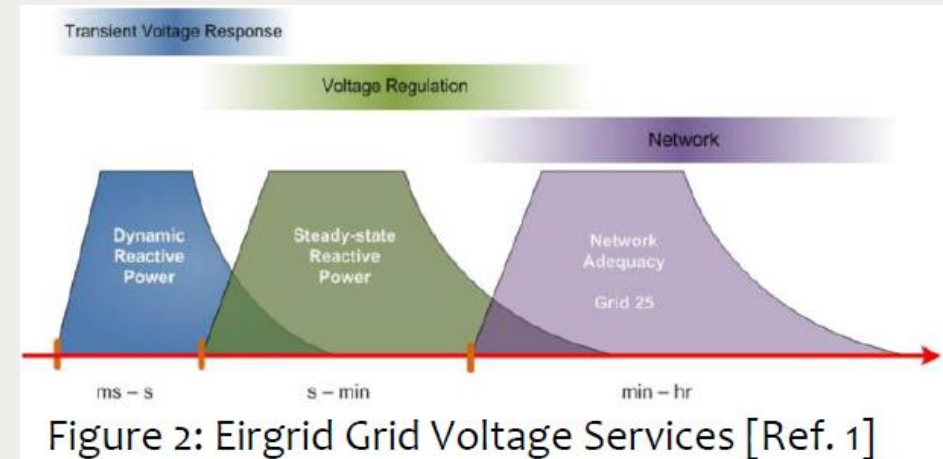 Transient Voltage Response
Voltage Regulation
Network
Dynamic
Reactive
Power
Steady-state
Reactive
Power
Network
Adequacy
Grid 25
ms – s
s – min
min – hr
Figure 2: Eirgrid Grid Voltage Services [Ref. 1]